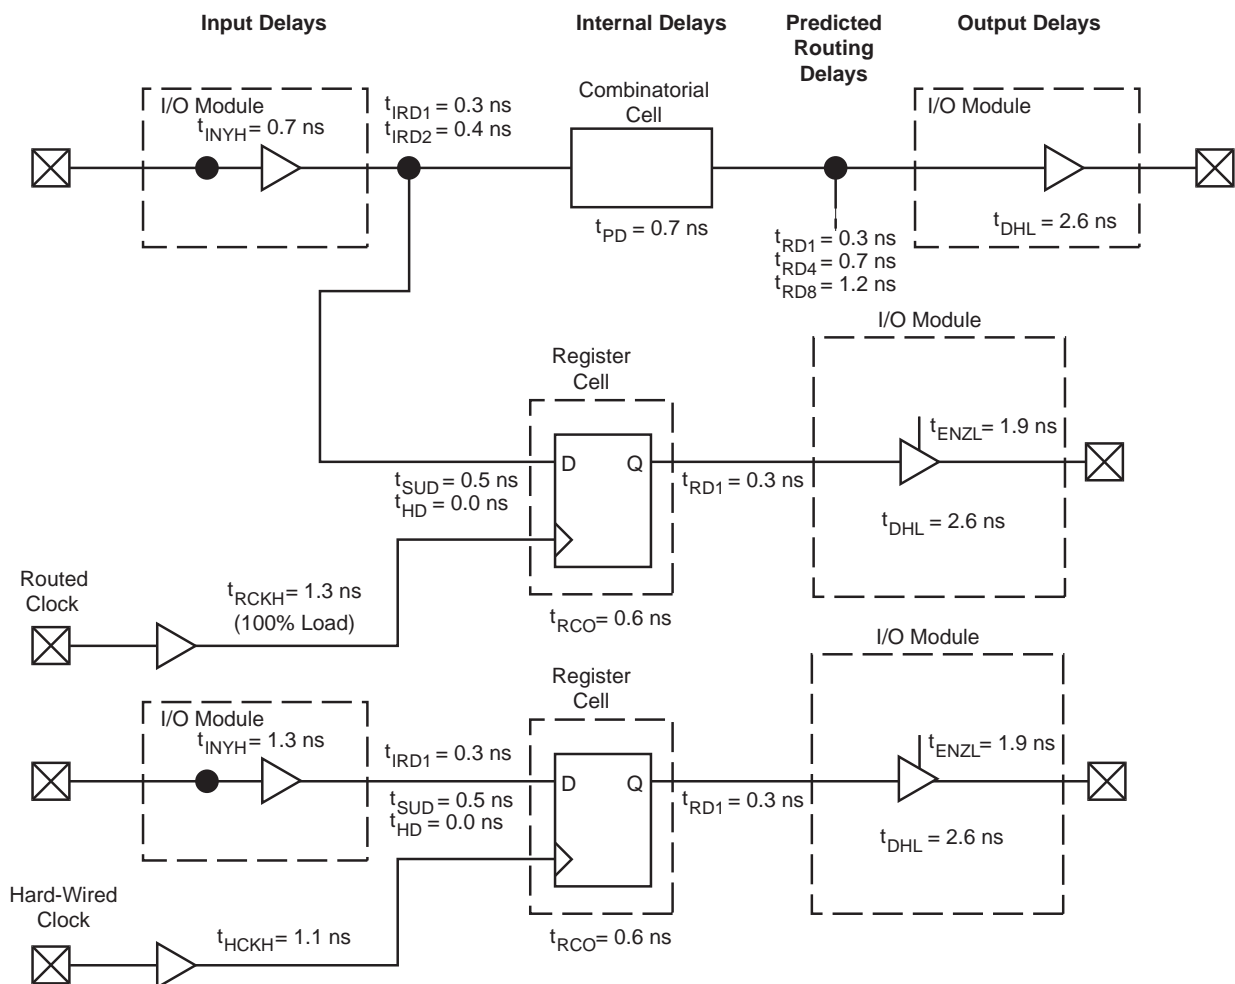 Input Delays
Internal Delays
Predicted
Routing
Delays
Output Delays
I/O Module
tINYH = 0.7 ns
tIRD1 = 0.3 ns
tIRD2 = 0.4 ns
Combinatorial
Cell
tPD = 0.7 ns
tRD1 = 0.3 ns
tRD4 = 0.7 ns
tRD8 = 1.2 ns
I/O Module
tDHL = 2.6 ns
Register
Cell
D
Q
tSUD = 0.5 ns
tHD = 0.0 ns
tRD1 = 0.3 ns
I/O Module
tENZL= 1.9 ns
tDHL = 2.6 ns
Routed
Clock
tRCKH= 1.3 ns
(100% Load)
tRCO= 0.6 ns
I/O Module
tINYH = 1.3 ns
tIRD1 = 0.3 ns
tSUD = 0.5 ns
tHD = 0.0 ns
Register
Cell
D
Q
tRD1 = 0.3 ns
I/O Module
tENZL= 1.9 ns
tDHL = 2.6 ns
Hard-Wired
Clock
tHCKH= 1.1 ns
tRCO= 0.6 ns